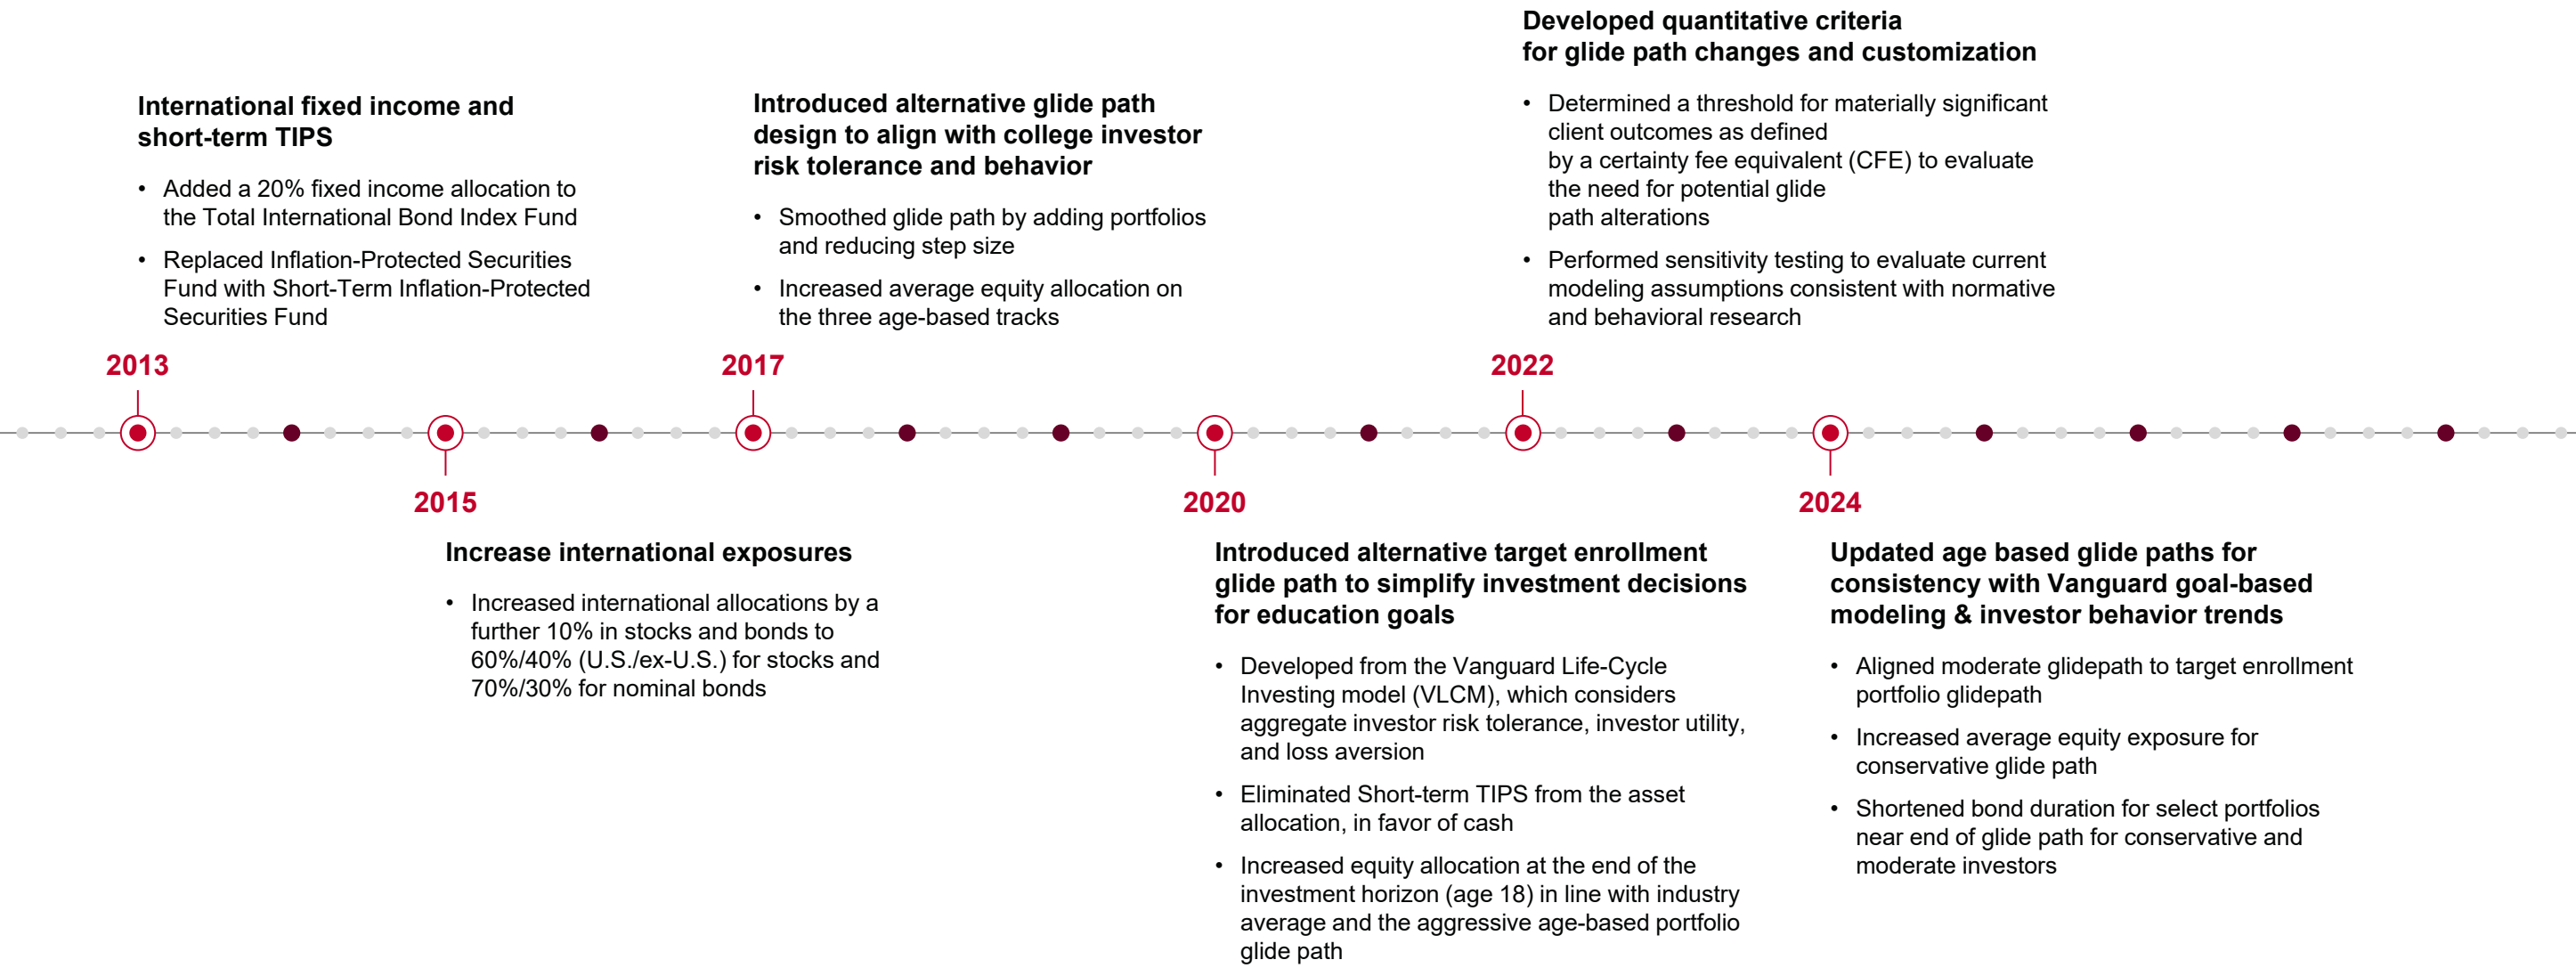 International fixed income and
short-term TIPS
• Added a 20% fixed income allocation to
the Total International Bond Index Fund
• Replaced Inflation-Protected Securities
Fund with Short-Term Inflation-Protected
Securities Fund
2013
Increase international exposures
• Increased international allocations by a
further 10% in stocks and bonds to
60%/40% (U.S./ex-U.S.) for stocks and
70%/30% for nominal bonds
2015
Introduced alternative glide path
design to align with college investor
risk tolerance and behavior
• Smoothed glide path by adding portfolios
and reducing step size
• Increased average equity allocation on
the three age-based tracks
2017
2020
Introduced alternative target enrollment
glide path to simplify investment decisions
for education goals
• Developed from the Vanguard Life-Cycle
Investing model (VLCM), which considers
aggregate investor risk tolerance, investor utility,
and loss aversion
• Eliminated Short-term TIPS from the asset
allocation, in favor of cash
• Increased equity allocation at the end of the
investment horizon (age 18) in line with industry
average and the aggressive age-based portfolio
glide path
Developed quantitative criteria
for glide path changes and customization
• Determined a threshold for materially significant
client outcomes as defined
by a certainty fee equivalent (CFE) to evaluate
the need for potential glide
path alterations
• Performed sensitivity testing to evaluate current
modeling assumptions consistent with normative
and behavioral research
2022
2024
Updated age based glide paths for
consistency with Vanguard goal-based
modeling & investor behavior trends
• Aligned moderate glidepath to target enrollment
portfolio glidepath
• Increased average equity exposure for
conservative glide path
• Shortened bond duration for select portfolios
near end of glide path for conservative and
moderate investors